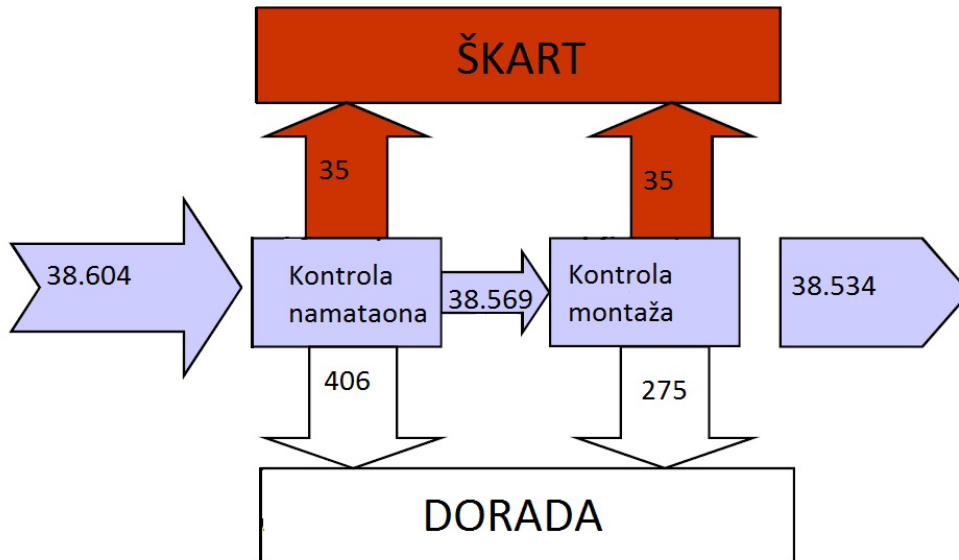 ŠKART
35
35
38.604
Kontrola
namataona
38.569
Kontrola
montaža
38.534
406
275
DORADA